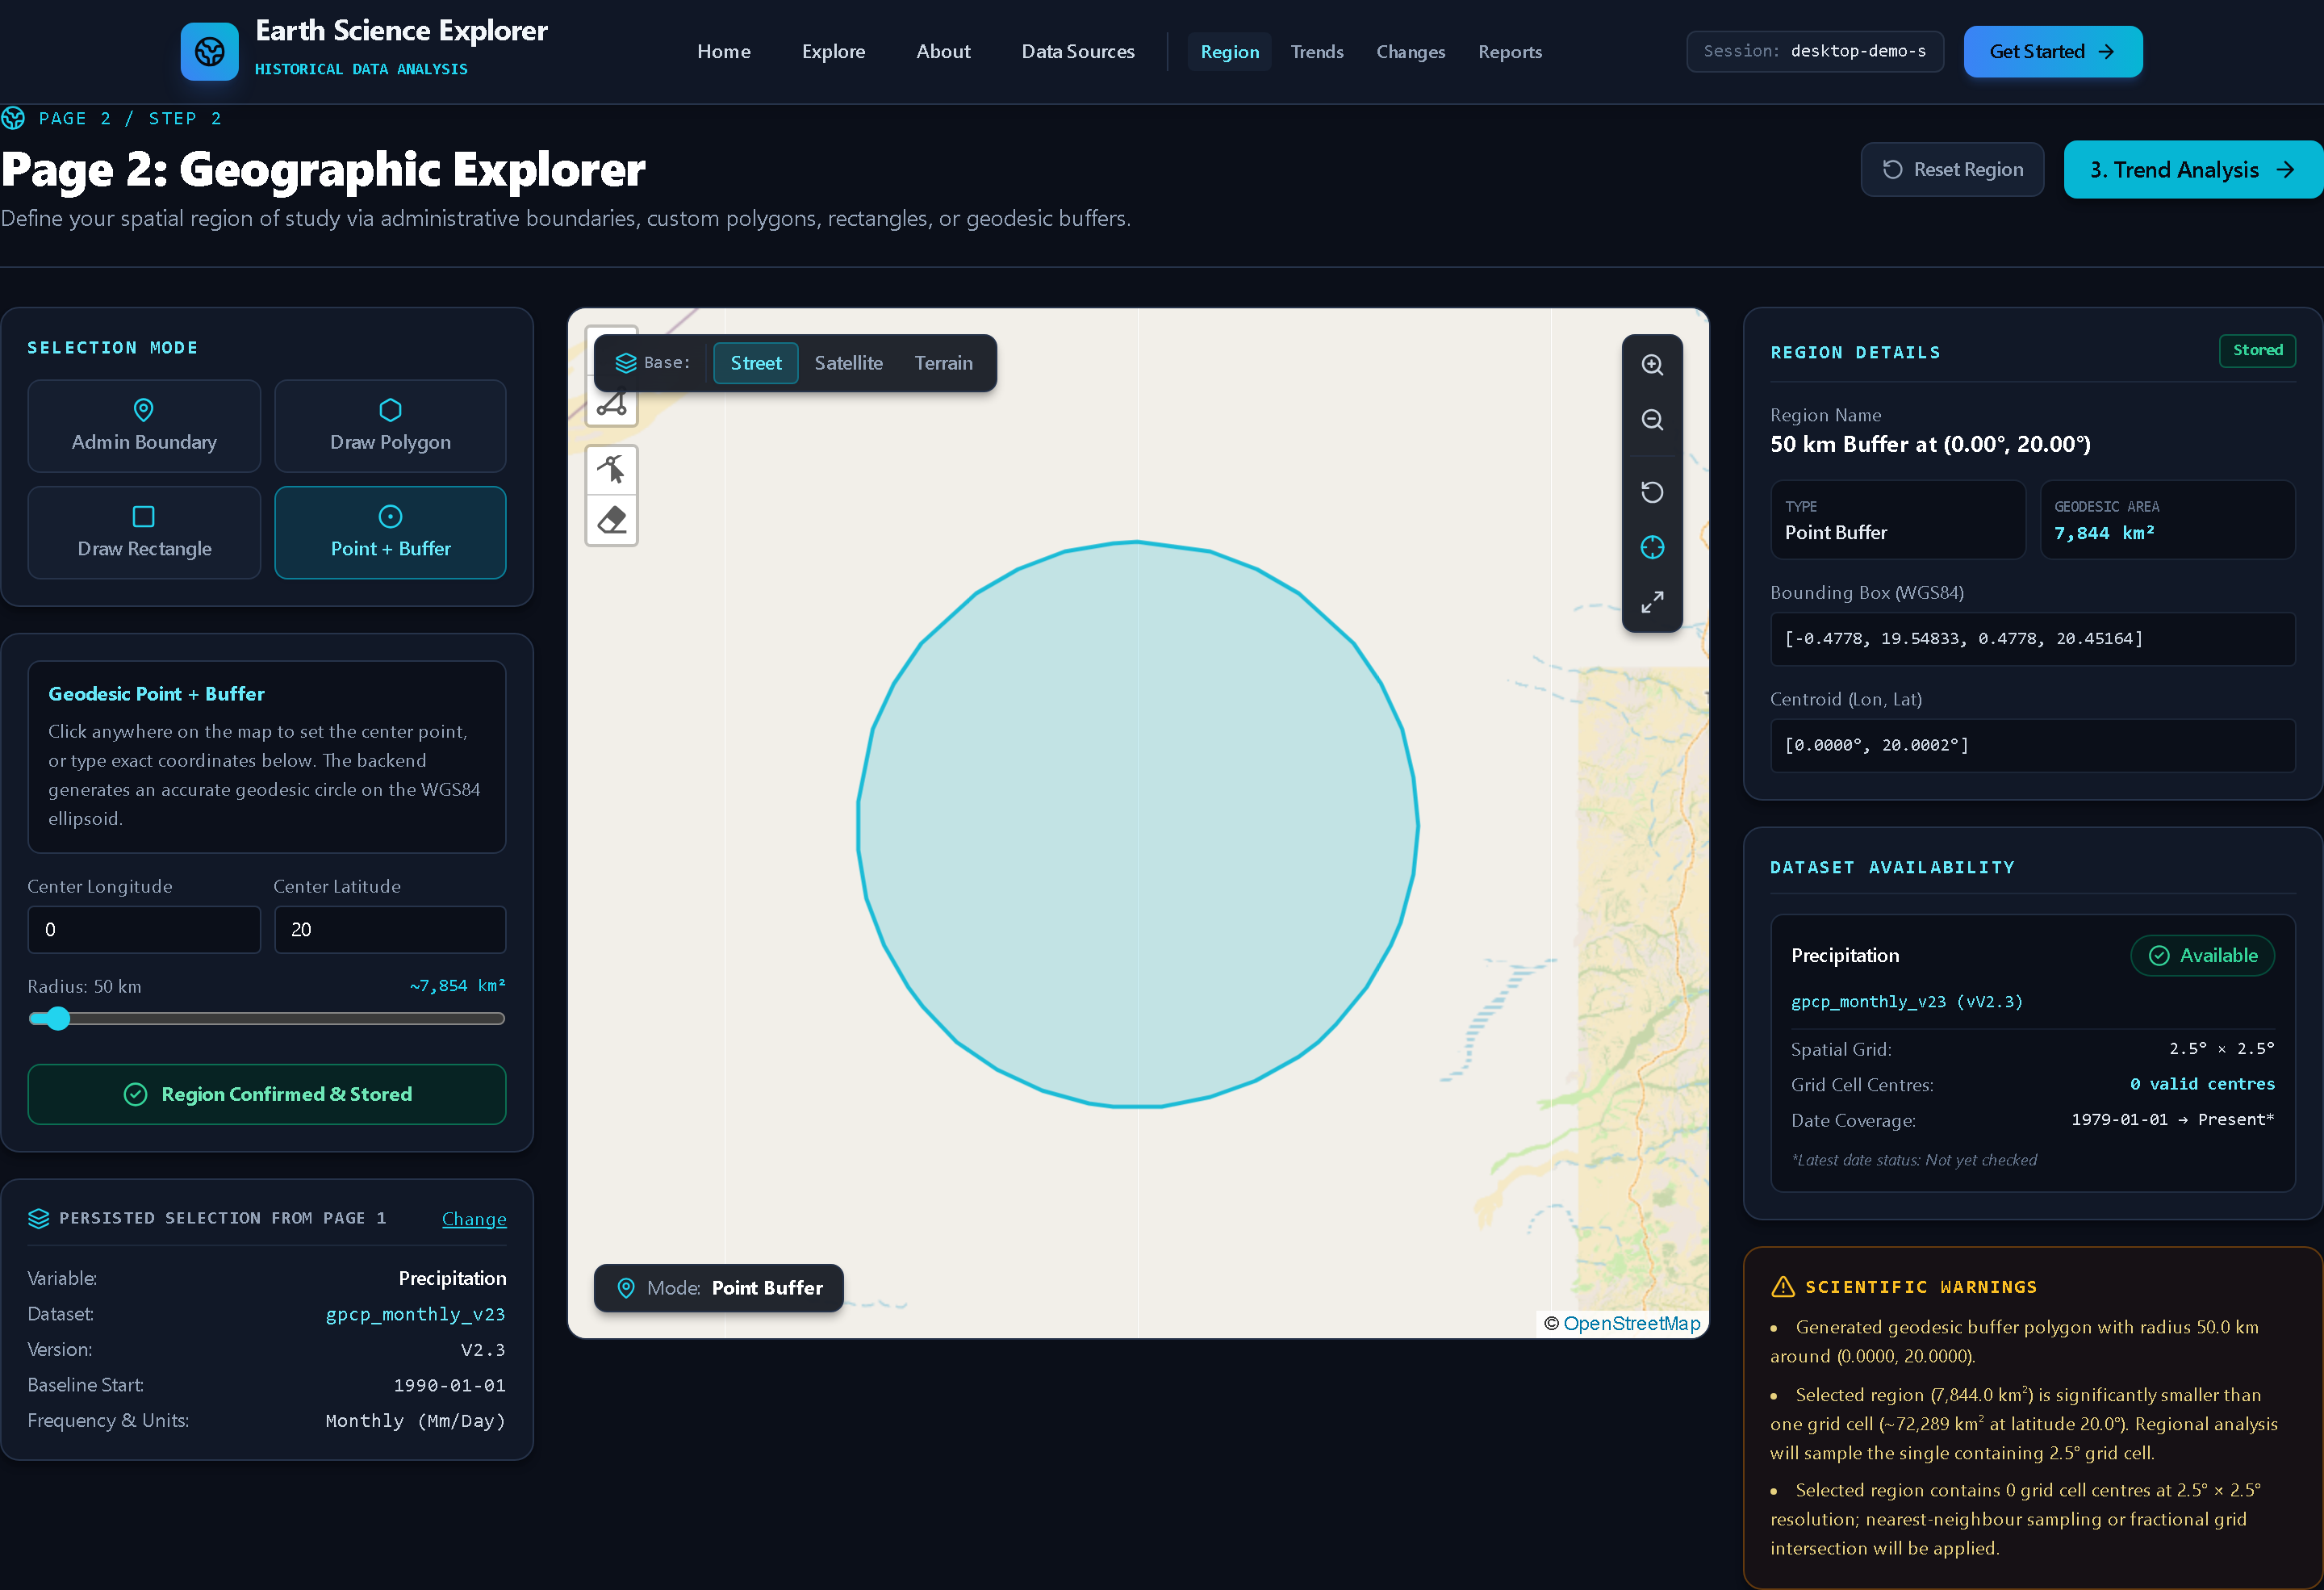 Earth Science Explorer
HISTORICAL DATA ANALYSIS
Home
Explore
About
Data Sources
Region
Trends
Changes
Reports
Session: desktop-demo-s
Get Started
PAGE 2 / STEP 2
Page 2: Geographic Explorer
Define your spatial region of study via administrative boundaries, custom polygons, rectangles, or geodesic buffers.
Reset Region
3. Trend Analysis
SELECTION MODE
Admin Boundary
Draw Polygon
Draw Rectangle
Point + Buffer
Geodesic Point + Buffer
Click anywhere on the map to set the center point,
or type exact coordinates below. The backend
generates an accurate geodesic circle on the WGS84
ellipsoid.
Center Longitude
Center Latitude
0
20
Radius: 50 km
~7,854 km²
Region Confirmed & Stored
PERSISTED SELECTION FROM PAGE 1
Change
Variable:
Precipitation
Dataset:
gpcp_monthly_v23
Version:
V2.3
Baseline Start:
1990-01-01
Frequency & Units:
Monthly (Mm/Day)
Base:
Street
Satellite
Terrain
Mode: Point Buffer
© OpenStreetMap
REGION DETAILS
Stored
Region Name
50 km Buffer at (0.00°, 20.00°)
TYPE
Point Buffer
GEODESIC AREA
7,844 km²
Bounding Box (WGS84)
[-0.4778, 19.54833, 0.4778, 20.45164]
Centroid (Lon, Lat)
[0.0000°, 20.0002°]
DATASET AVAILABILITY
Precipitation
Available
gpcp_monthly_v23 (vV2.3)
Spatial Grid:
2.5° × 2.5°
Grid Cell Centres:
0 valid centres
Date Coverage:
1979-01-01 → Present*
*Latest date status: Not yet checked
SCIENTIFIC WARNINGS
• Generated geodesic buffer polygon with radius 50.0 km
around (0.0000, 20.0000).
• Selected region (7,844.0 km²) is significantly smaller than
one grid cell (~72,289 km² at latitude 20.0°). Regional analysis
will sample the single containing 2.5° grid cell.
• Selected region contains 0 grid cell centres at 2.5° × 2.5°
resolution; nearest-neighbour sampling or fractional grid
intersection will be applied.